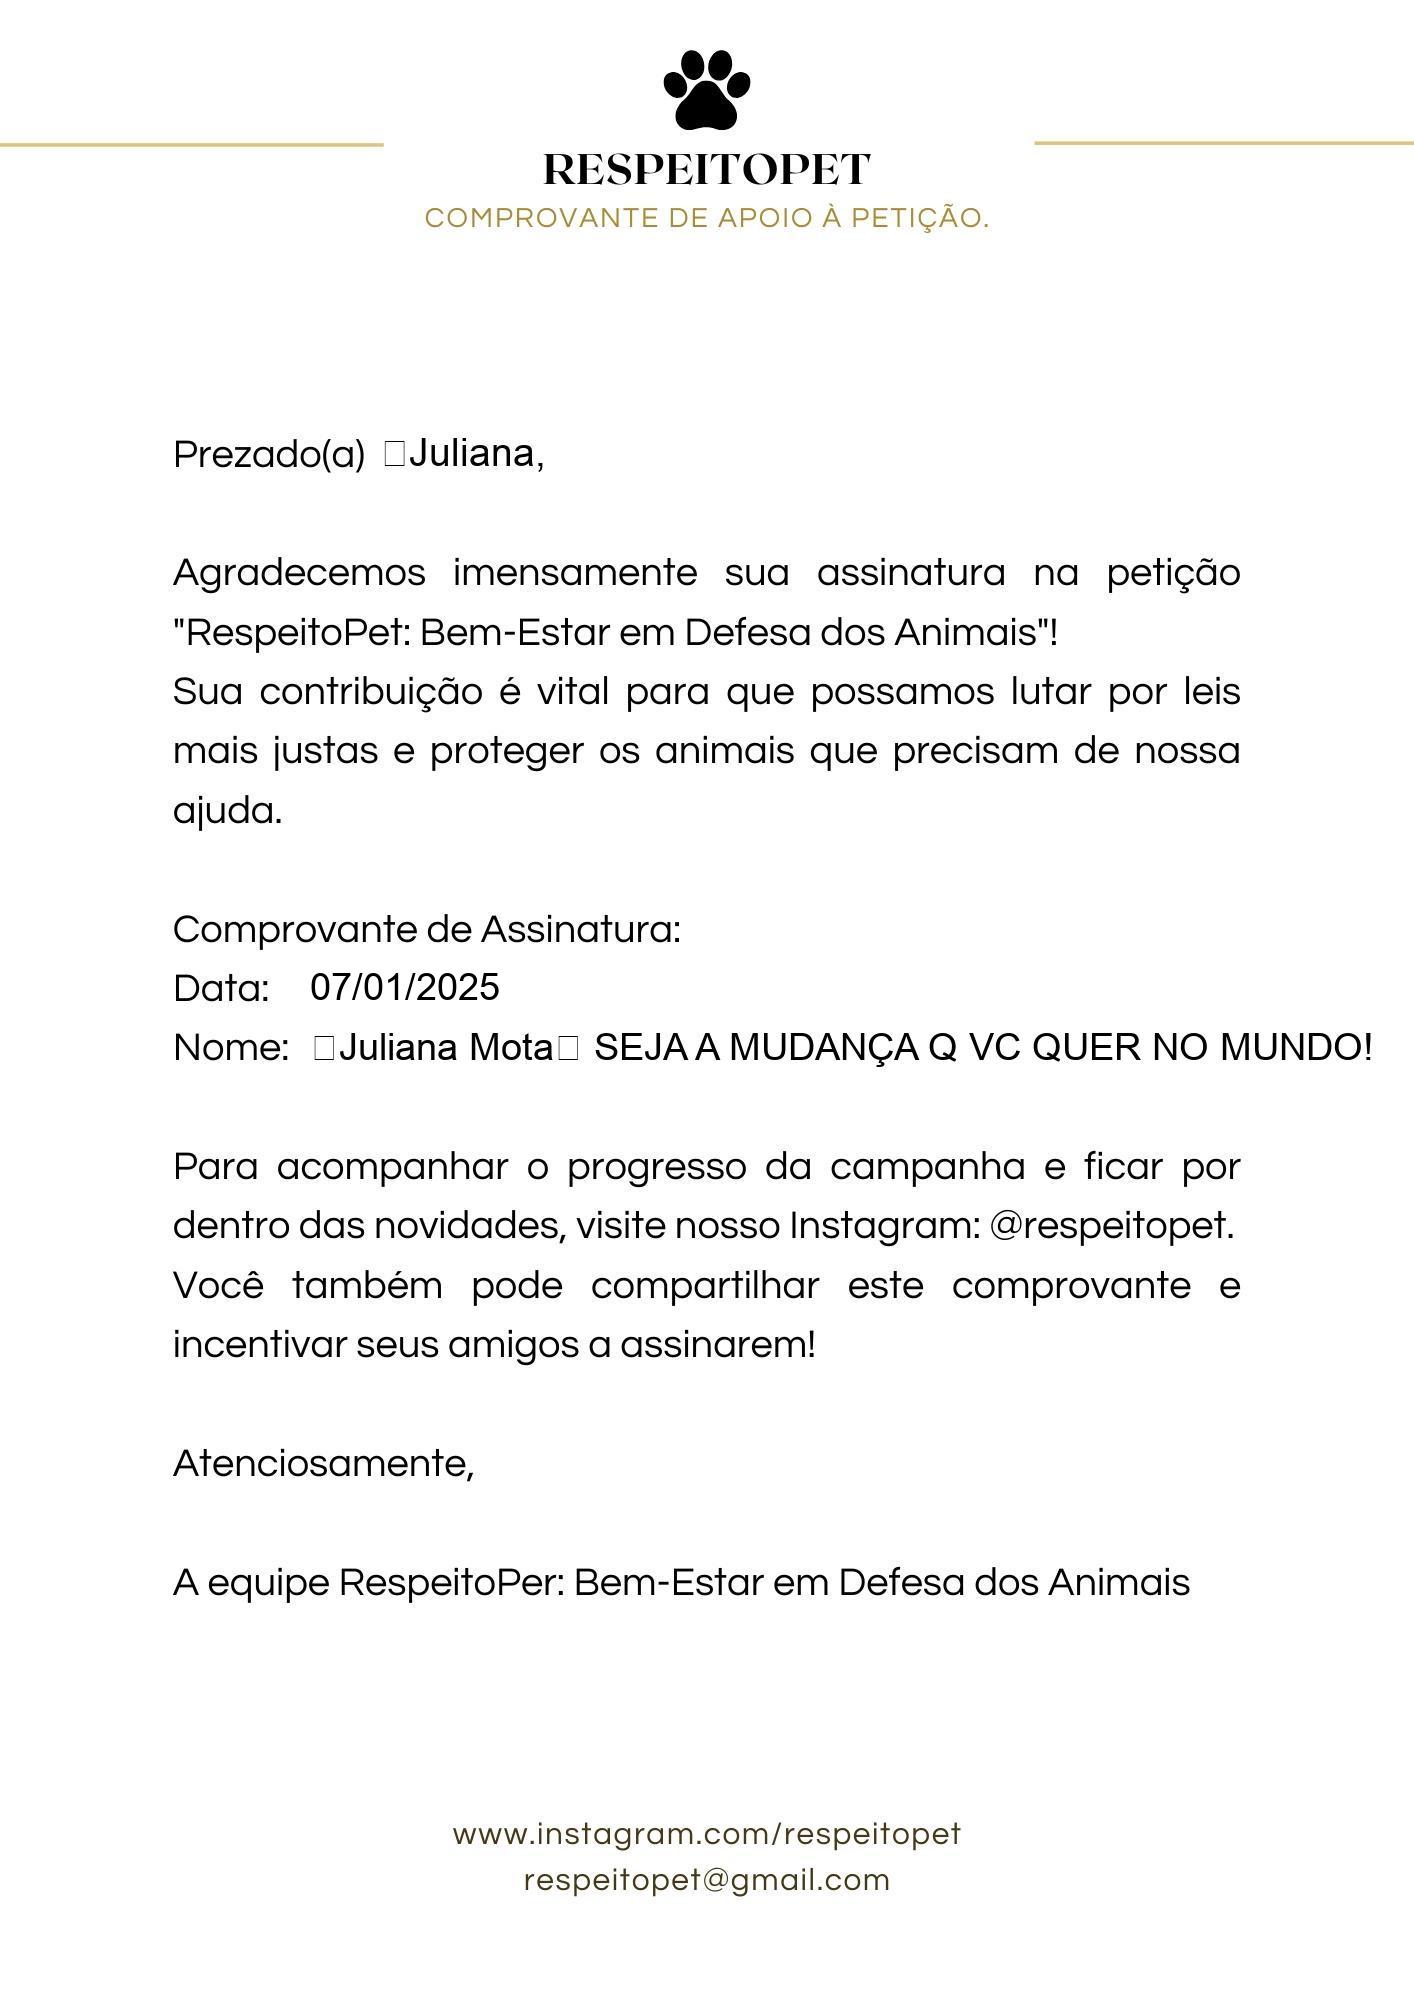 RESPEITOPET
COMPROVANTE DE APOIO À PETIÇÃO.
Prezado(a) □Juliana,
Agradecemos imensamente sua assinatura na petição
"RespeitoPet: Bem-Estar em Defesa dos Animais"!
Sua contribuição é vital para que possamos lutar por leis
mais justas e proteger os animais que precisam de nossa
ajuda.
Comprovante de Assinatura:
Data: 07/01/2025
Nome: □Juliana Mota□ SEJA A MUDANÇA Q VC QUER NO MUNDO!
Para acompanhar o progresso da campanha e ficar por
dentro das novidades, visite nosso Instagram: @respeitopet.
Você também pode compartilhar este comprovante e
incentivar seus amigos a assinarem!
Atenciosamente,
A equipe RespeitoPer: Bem-Estar em Defesa dos Animais
www.instagram.com/respeitopet
respeitopet@gmail.com